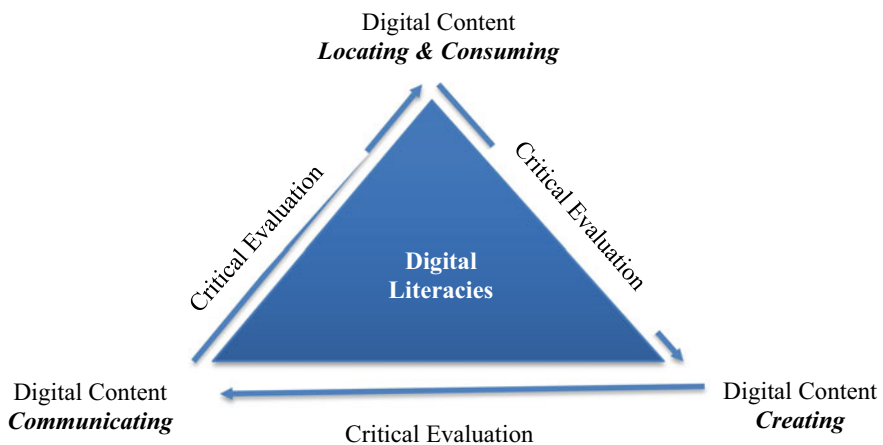 Digital Content
Locating & Consuming
Critical Evaluation
Critical Evaluation
Digital
Literacies
Digital Content
Communicating
Digital Content
Creating
Critical Evaluation